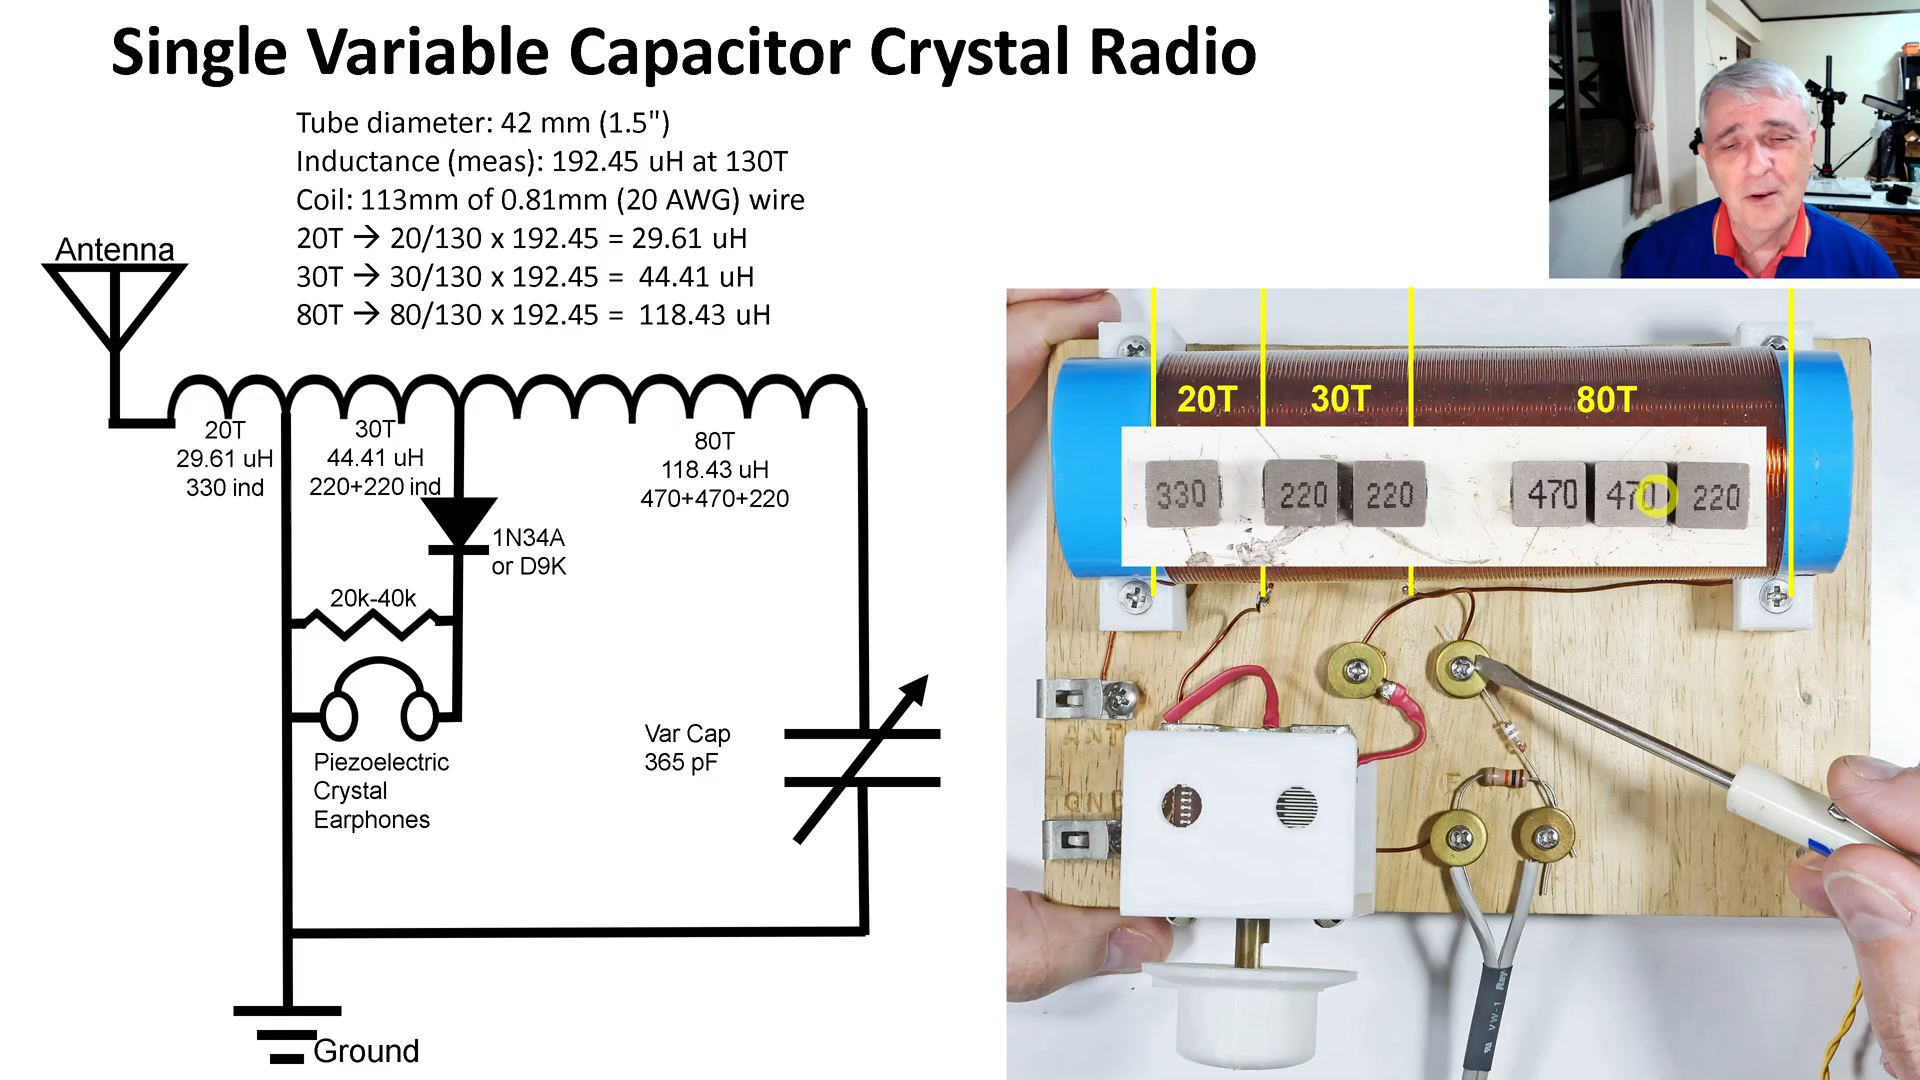 Single Variable Capacitor Crystal Radio
Tube diameter: 42 mm (1.5")
Inductance (meas): 192.45 uH at 130T
Coil: 113mm of 0.81mm (20 AWG) wire
20T → 20/130 x 192.45 = 29.61 uH
30T → 30/130 x 192.45 = 44.41 uH
80T → 80/130 x 192.45 = 118.43 uH
Antenna
20T
29.61 uH
330 ind
30T
44.41 uH
220+220 ind
80T
118.43 uH
470+470+220
1N34A
or D9K
20k-40k
Piezoelectric
Crystal
Earphones
Var Cap
365 pF
Ground
20T 30T 80T
330 220 220 470 470 220
ANT
GND
VW-1 Ray